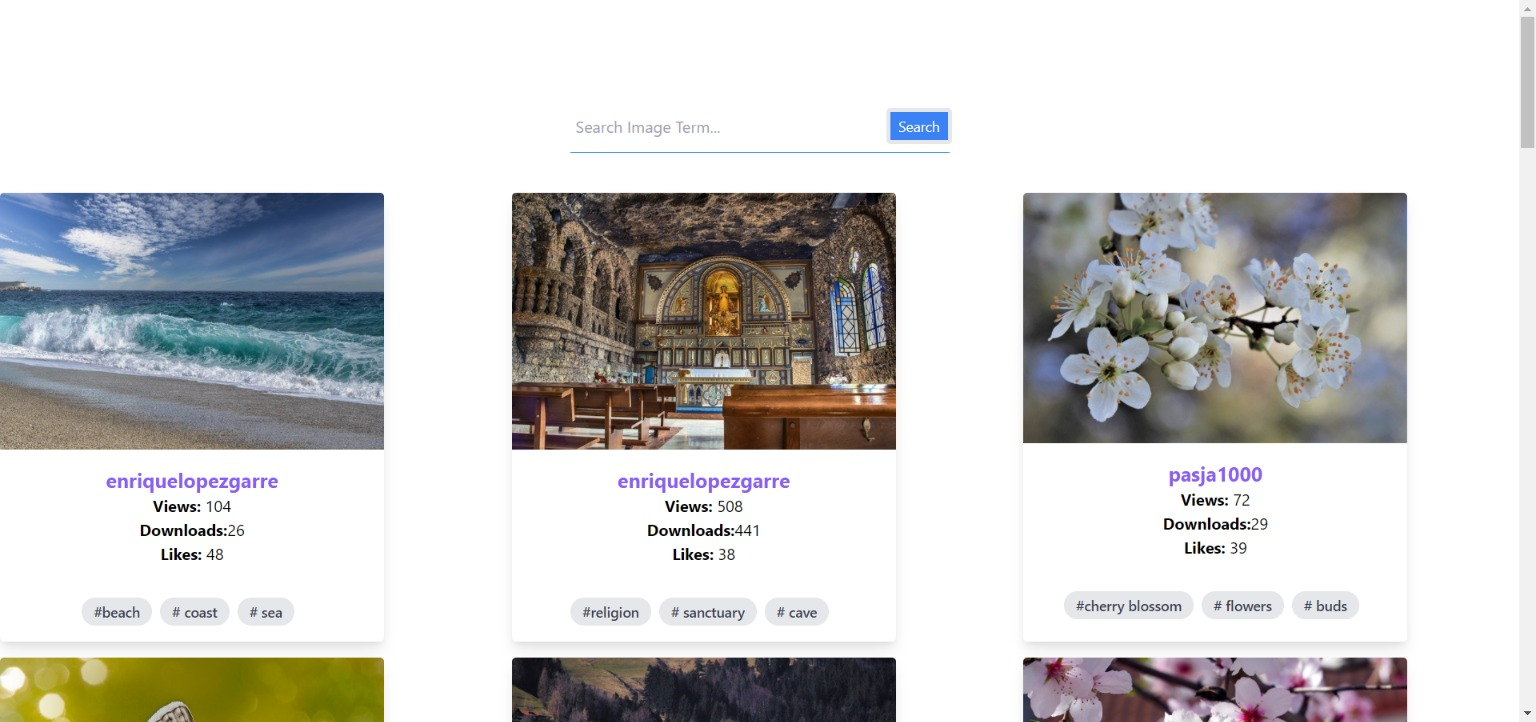 Search Image Term...
Search
enriquelopezgarre
Views: 104
Downloads:26
Likes: 48
#beach
# coast
# sea
enriquelopezgarre
Views: 508
Downloads:441
Likes: 38
#religion
# sanctuary
# cave
pasja1000
Views: 72
Downloads:29
Likes: 39
#cherry blossom
# flowers
# buds